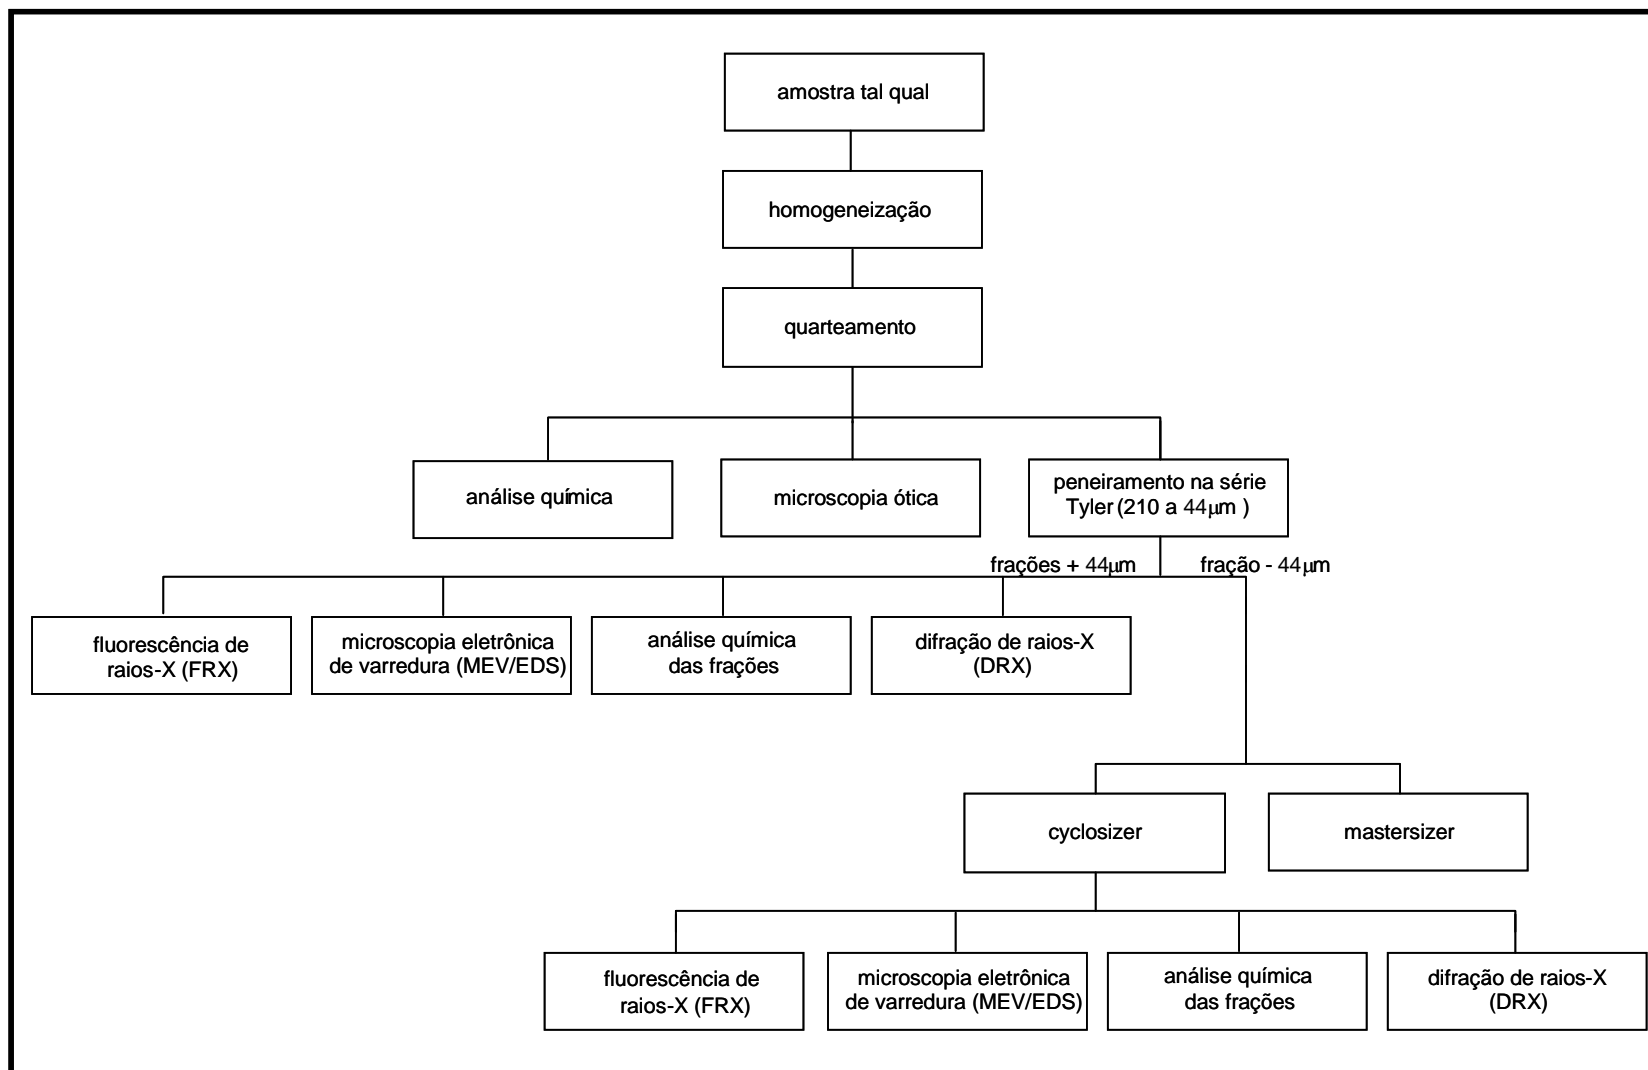 amostra tal qual
homogeneização
quarteamento
análise química
microscopia ótica
peneiramento na série
Tyler (210 a 44µm )
frações + 44µm
fração - 44µm
fluorescência de
raios-X (FRX)
microscopia eletrônica
de varredura (MEV/EDS)
análise química
das frações
difração de raios-X
(DRX)
cyclosizer
mastersizer
fluorescência de
raios-X (FRX)
microscopia eletrônica
de varredura (MEV/EDS)
análise química
das frações
difração de raios-X
(DRX)